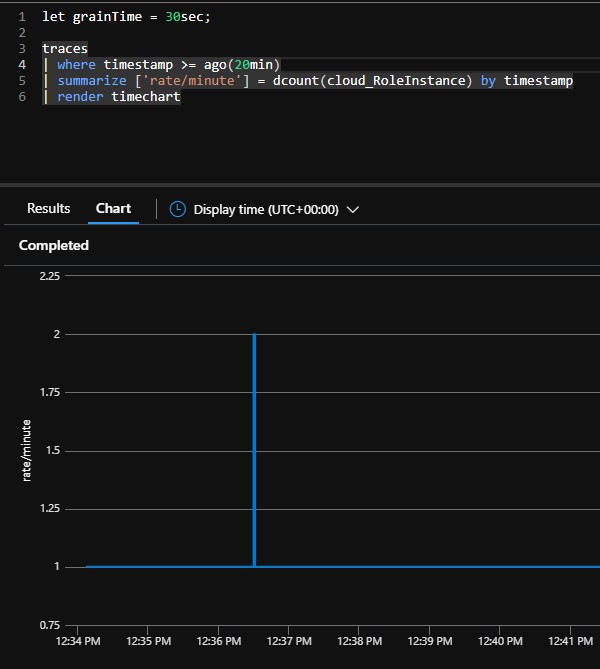 1 let grainTime = 30sec;
2
3 traces
4 | where timestamp >= ago(20min)
5 | summarize ['rate/minute'] = dcount(cloud_RoleInstance) by timestamp
6 | render timechart
Results Chart Display time (UTC+00:00)
Completed
2.25
2
1.75
1.5
1.25
1
0.75
rate/minute
12:34 PM 12:35 PM 12:36 PM 12:37 PM 12:38 PM 12:39 PM 12:40 PM 12:41 PM